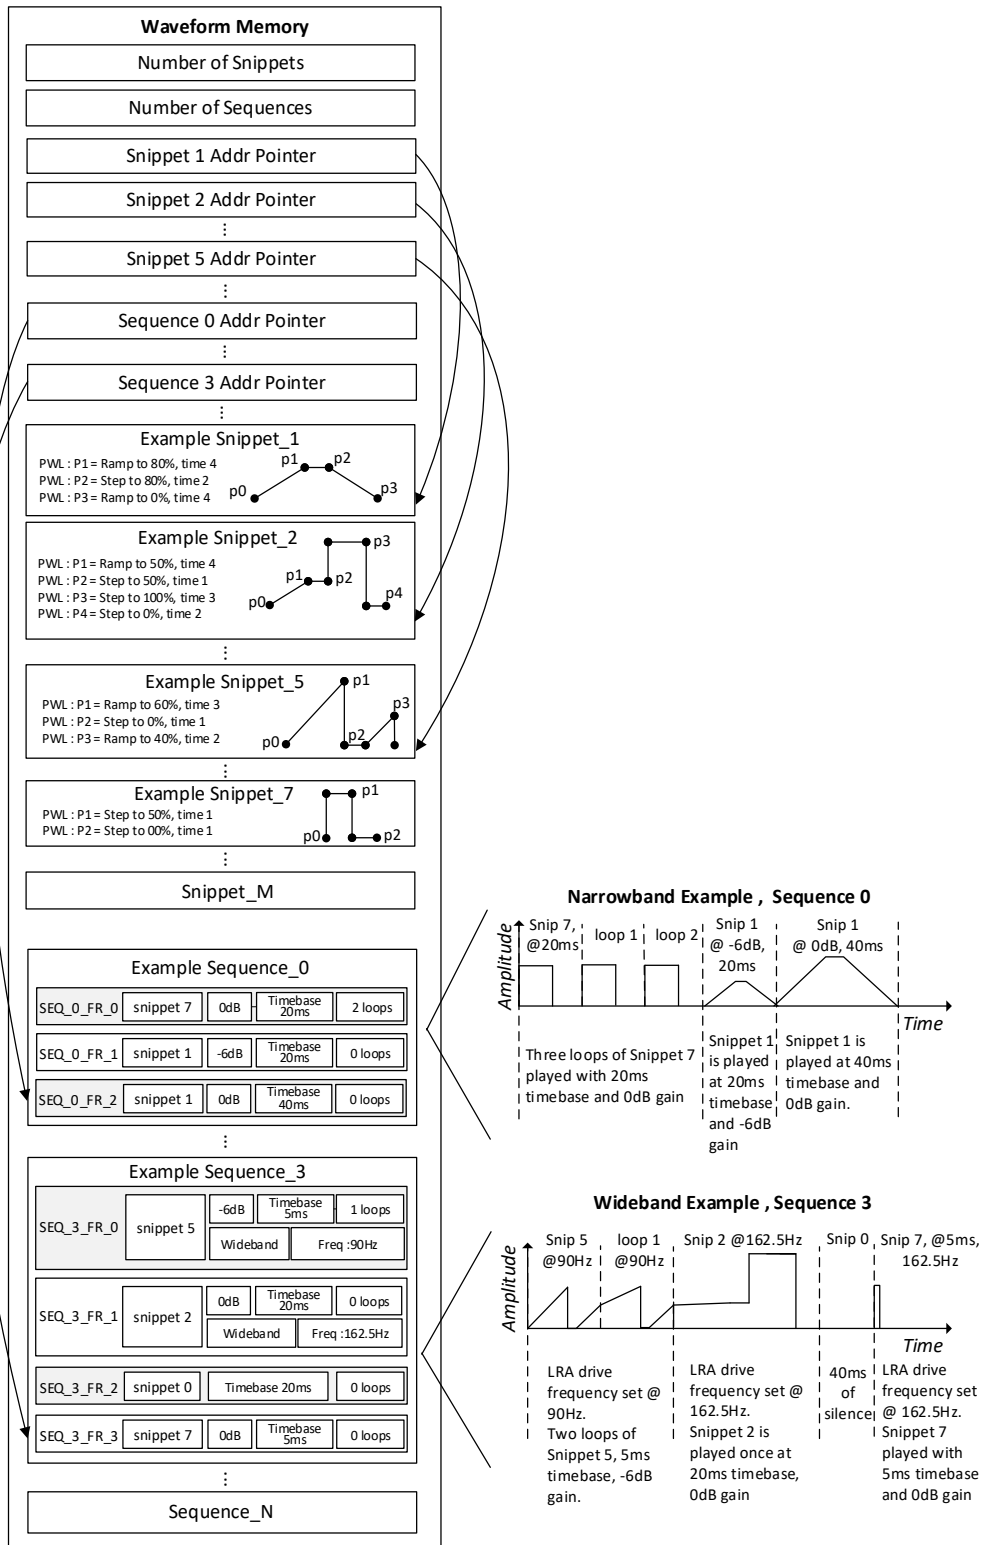 Waveform Memory
Number of Snippets
Number of Sequences
Snippet 1 Addr Pointer
Snippet 2 Addr Pointer
⋮
Snippet 5 Addr Pointer
⋮
Sequence 0 Addr Pointer
⋮
Sequence 3 Addr Pointer
⋮
Example Snippet_1
PWL : P1 = Ramp to 80%, time 4
PWL : P2 = Step to 80%, time 2
PWL : P3 = Ramp to 0%, time 4
p0
p1
p2
p3
Example Snippet_2
PWL : P1 = Ramp to 50%, time 4
PWL : P2 = Step to 50%, time 1
PWL : P3 = Step to 100%, time 3
PWL : P4 = Step to 0%, time 2
p0
p1
p2
p3
p4
⋮
Example Snippet_5
PWL : P1 = Ramp to 60%, time 3
PWL : P2 = Step to 0%, time 1
PWL : P3 = Ramp to 40%, time 2
p0
p1
p2
p3
⋮
Example Snippet_7
PWL : P1 = Step to 50%, time 1
PWL : P2 = Step to 00%, time 1
p0
p1
p2
⋮
Snippet_M
Example Sequence_0
SEQ_0_FR_0 snippet 7 0dB Timebase 20ms 2 loops
SEQ_0_FR_1 snippet 1 -6dB Timebase 20ms 0 loops
SEQ_0_FR_2 snippet 1 0dB Timebase 40ms 0 loops
⋮
Example Sequence_3
SEQ_3_FR_0 snippet 5 -6dB Timebase 5ms 1 loops
Wideband Freq :90Hz
SEQ_3_FR_1 snippet 2 0dB Timebase 20ms 0 loops
Wideband Freq :162.5Hz
SEQ_3_FR_2 snippet 0 Timebase 20ms 0 loops
SEQ_3_FR_3 snippet 7 0dB Timebase 5ms 0 loops
⋮
Sequence_N
Narrowband Example , Sequence 0
Amplitude
Snip 7,
@20ms
loop 1
loop 2
Snip 1
@ -6dB,
20ms
Snip 1
@ 0dB, 40ms
Time
Three loops of Snippet 7
played with 20ms
timebase and 0dB gain
Snippet 1
is played
at 20ms
timebase
and -6dB
gain
Snippet 1 is
played at 40ms
timebase and
0dB gain.
Wideband Example , Sequence 3
Amplitude
Snip 5
@90Hz
loop 1
@90Hz
Snip 2 @162.5Hz
Snip 0
Snip 7, @5ms,
162.5Hz
Time
LRA drive
frequency set @
90Hz.
Two loops of
Snippet 5, 5ms
timebase, -6dB
gain.
LRA drive
frequency set @
162.5Hz.
Snippet 2 is
played once at
20ms timebase,
0dB gain
40ms
of
silence
LRA drive
frequency set
@ 162.5Hz.
Snippet 7
played with
5ms timebase
and 0dB gain